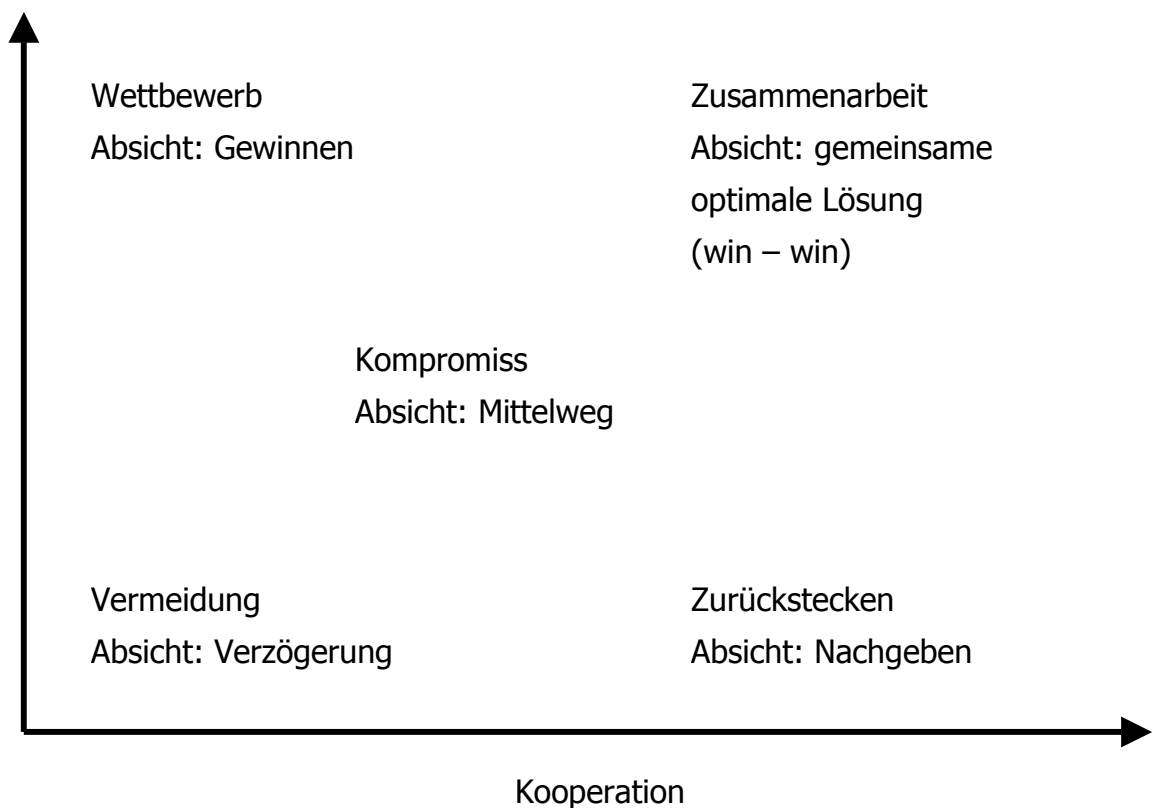 Wettbewerb
Absicht: Gewinnen
Zusammenarbeit
Absicht: gemeinsame
optimale Lösung
(win – win)
Kompromiss
Absicht: Mittelweg
Vermeidung
Absicht: Verzögerung
Zurückstecken
Absicht: Nachgeben
Kooperation